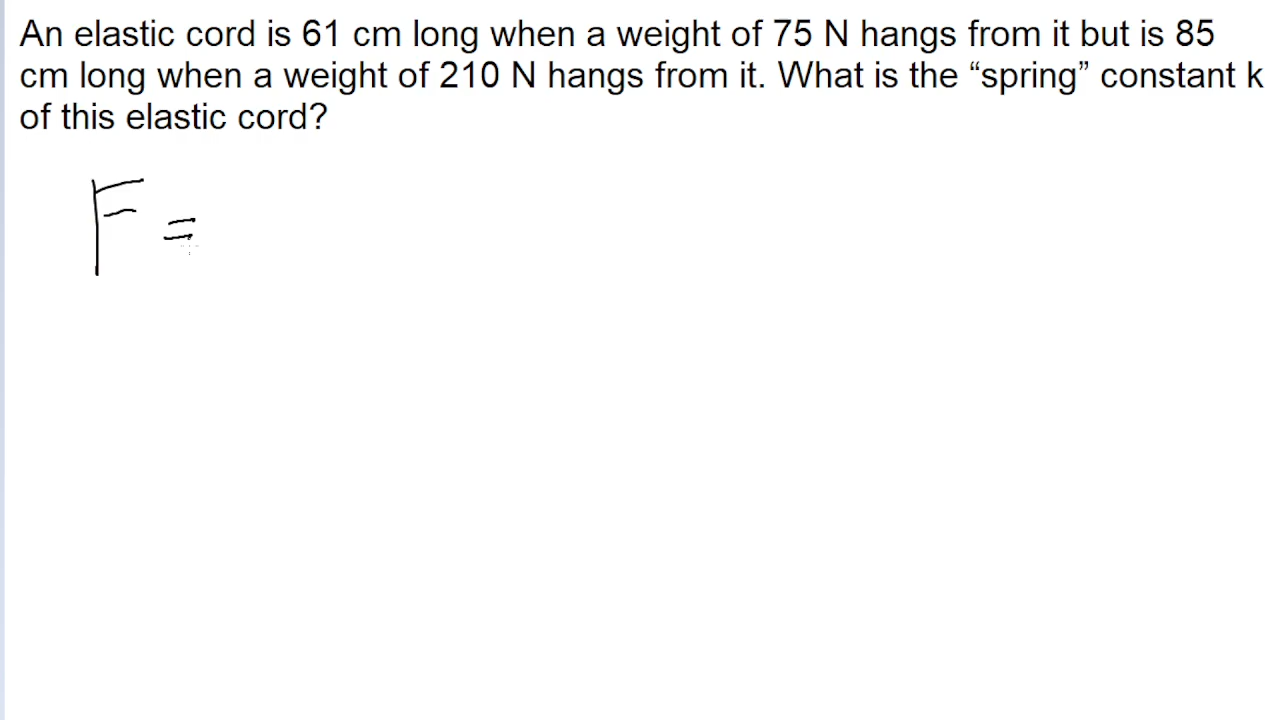 An elastic cord is 61 cm long when a weight of 75 N hangs from it but is 85
cm long when a weight of 210 N hangs from it. What is the “spring” constant k
of this elastic cord?
F =